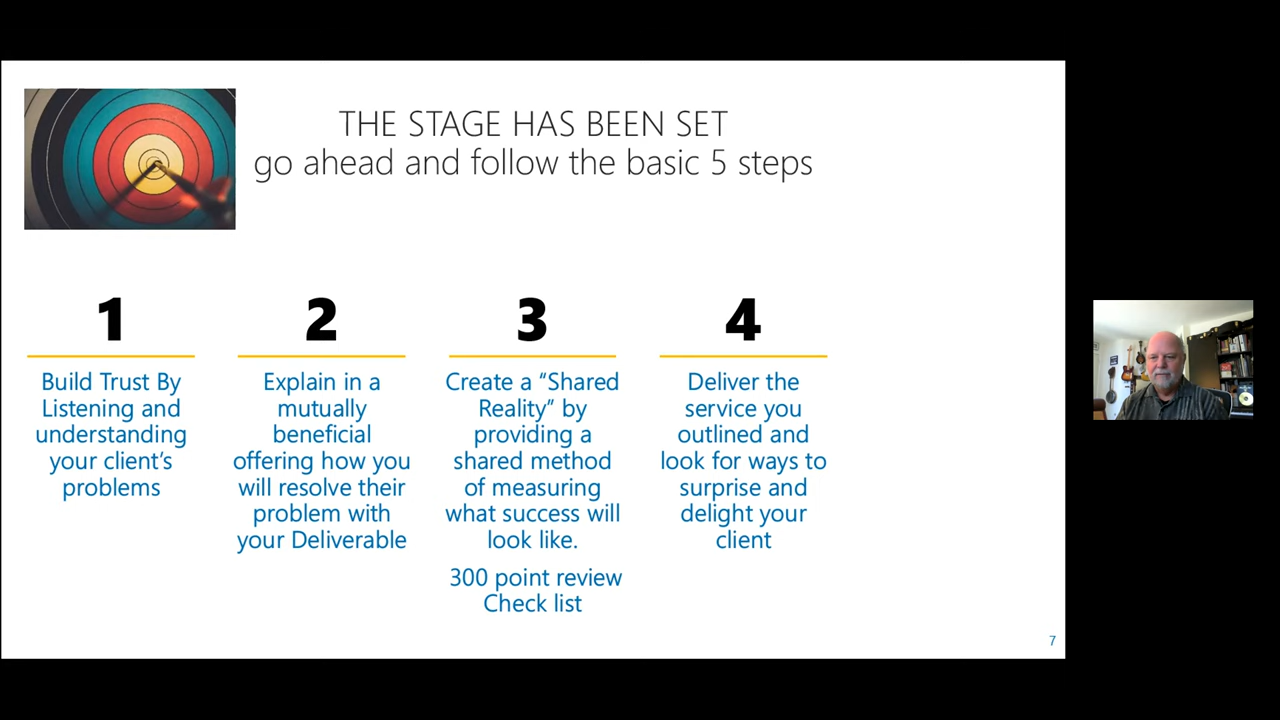 THE STAGE HAS BEEN SET
go ahead and follow the basic 5 steps
1
Build Trust By
Listening and
understanding
your client’s
problems
2
Explain in a
mutually
beneficial
offering how you
will resolve their
problem with
your Deliverable
3
Create a “Shared
Reality” by
providing a
shared method
of measuring
what success will
look like.
300 point review
Check list
4
Deliver the
service you
outlined and
look for ways to
surprise and
delight your
client
7